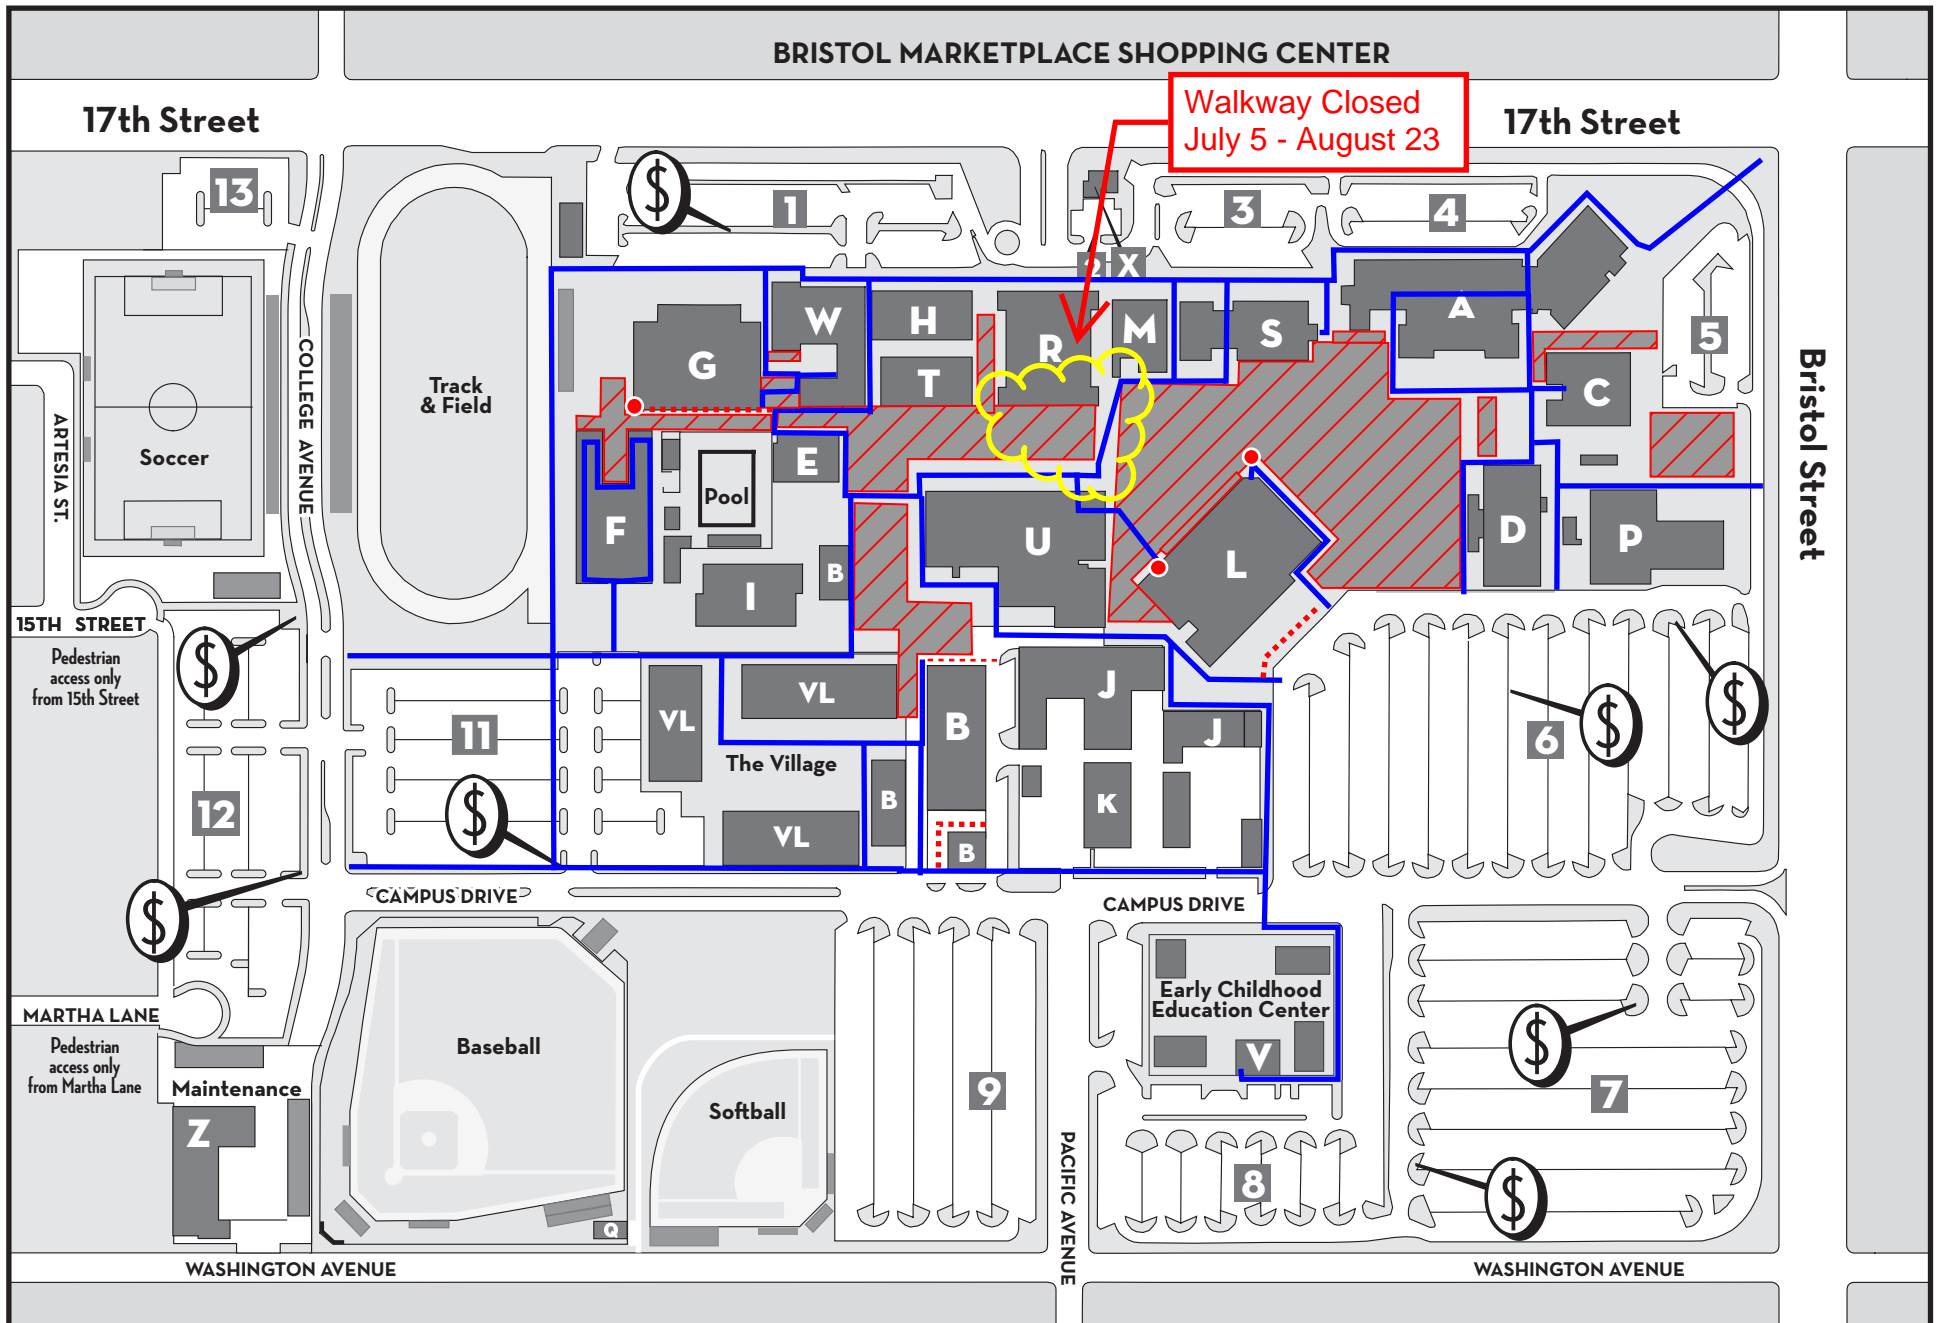 BRISTOL MARKETPLACE SHOPPING CENTER
Walkway Closed
July 5 - August 23
17th Street
17th Street
13
$
1
3
4
2
X
5
W
H
R
M
S
A
G
T
C
Track
& Field
COLLEGE AVENUE
ARTESIA ST.
Soccer
E
Pool
F
U
L
D
P
Bristol Street
I
B
15TH STREET
Pedestrian
access only
from 15th Street
$
VL
VL
J
B
J
$
$
6
11
The Village
12
$
B
K
VL
B
$
CAMPUS DRIVE
CAMPUS DRIVE
MARTHA LANE
Pedestrian
access only
from Martha Lane
Early Childhood
Education Center
V
$
Baseball
Maintenance
Z
Softball
9
7
PACIFIC AVENUE
8
$
Q
WASHINGTON AVENUE
WASHINGTON AVENUE